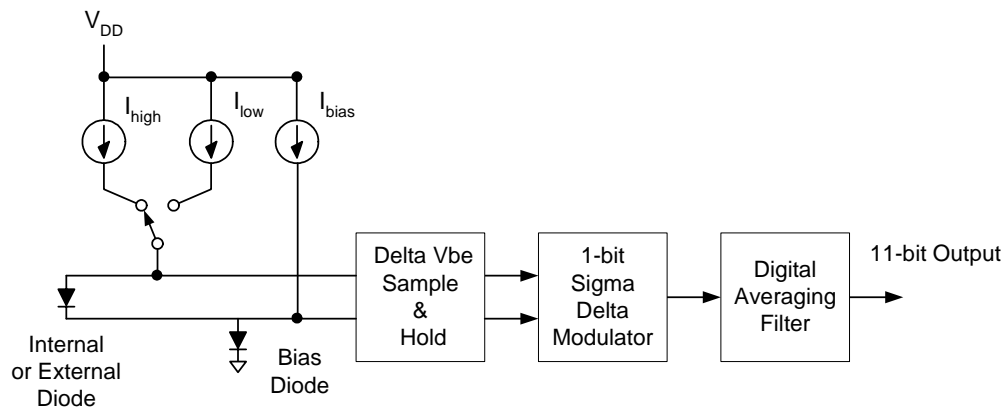 VDD
Ihigh
Ilow
Ibias
Delta Vbe
Sample
&
Hold
1-bit
Sigma
Delta
Modulator
Digital
Averaging
Filter
11-bit Output
Internal
or External
Diode
Bias
Diode